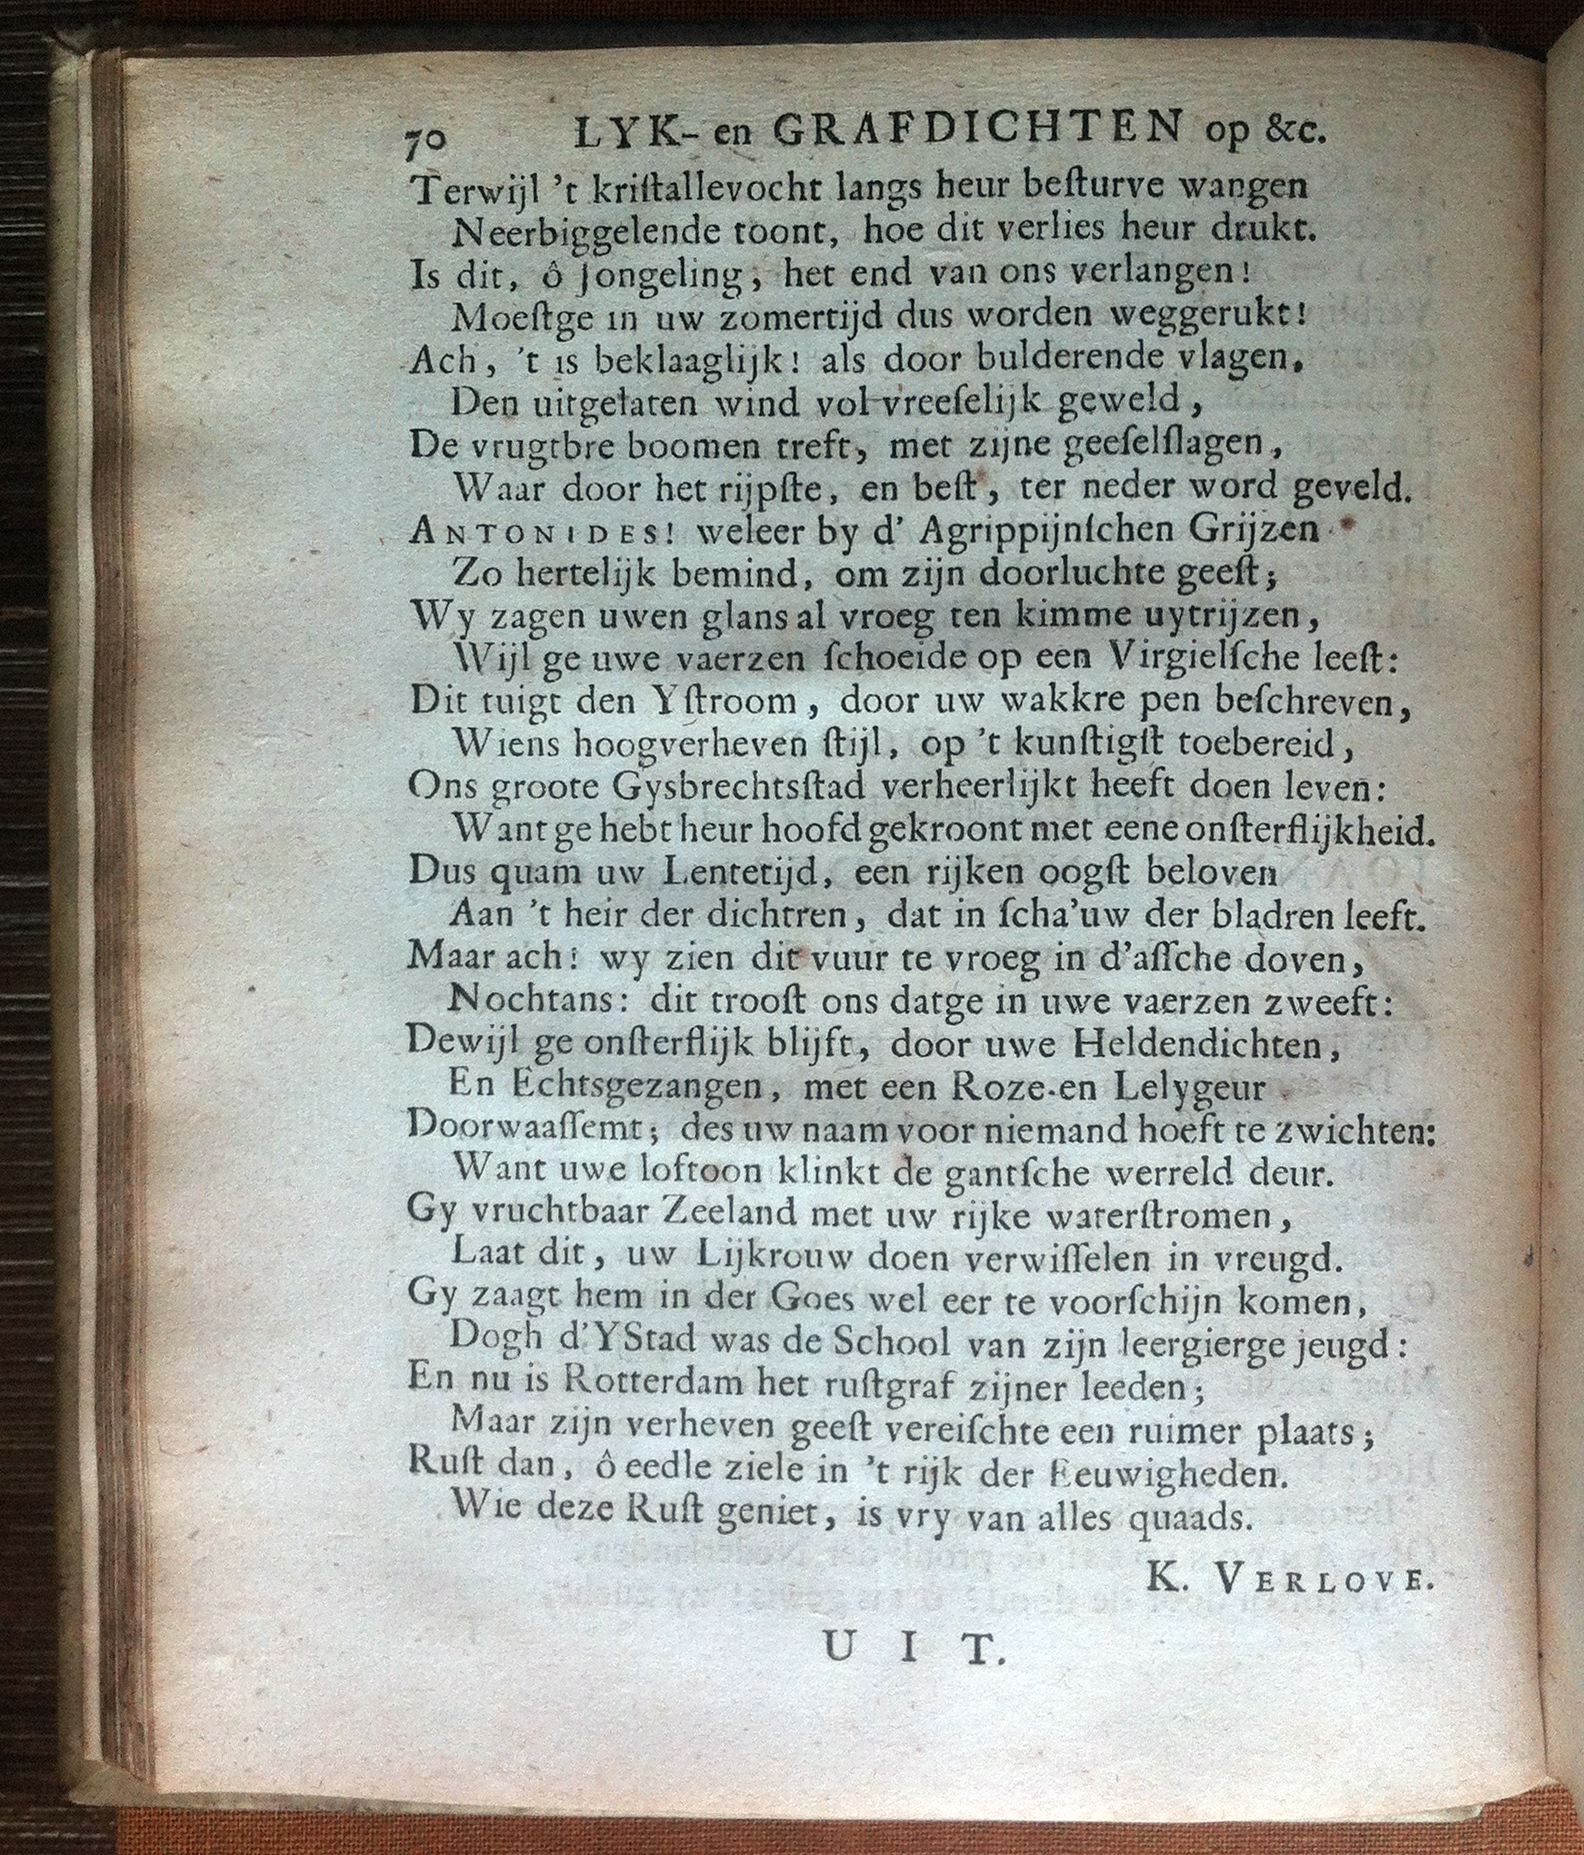 70 LYK- en GRAFDICHTEN op &c.
Terwijl 't kriſtallevocht langs heur beſturve wangen
Neerbiggelende toont, hoe dit verlies heur drukt.
Is dit, ô Jongeling, het end van ons verlangen!
Moeſtge in uw zomertijd dus worden weggerukt!
Ach, 't is beklaaglijk! als door bulderende vlagen,
Den uitgelaten wind vol vreeſelijk geweld,
De vrugtbre boomen treft, met zijne geeſelſlagen,
Waar door het rijpſte, en beſt, ter neder word geveld.
ANTONIDES! weleer by d' Agrippijnſchen Grijzen
Zo hertelijk bemind, om zijn doorluchte geeſt;
Wy zagen uwen glans al vroeg ten kimme uytrijzen,
Wijl ge uwe vaerzen ſchoeide op een Virgielſche leeſt:
Dit tuigt den Yſtroom, door uw wakkre pen beſchreven,
Wiens hoogverheven ſtijl, op 't kunſtigſt toebereid,
Ons groote Gysbrechtsſtad verheerlijkt heeft doen leven:
Want ge hebt heur hoofd gekroont met eene onſterflijkheid.
Dus quam uw Lentetijd, een rijken oogſt beloven
Aan 't heir der dichtren, dat in ſcha'uw der bladren leeft.
Maar ach! wy zien dit vuur te vroeg in d'aſſche doven,
Nochtans: dit trooſt ons datge in uwe vaerzen zweeft:
Dewijl ge onſterflijk blijft, door uwe Heldendichten,
En Echtsgezangen, met een Roze-en Lelygeur
Doorwaaſſemt; des uw naam voor niemand hoeft te zwichten:
Want uwe loftoon klinkt de gantſche werreld deur.
Gy vruchtbaar Zeeland met uw rijke waterſtromen,
Laat dit, uw Lijkrouw doen verwiſſelen in vreugd.
Gy zaagt hem in der Goes wel eer te voorſchijn komen,
Dogh d'YStad was de School van zijn leergierge jeugd:
En nu is Rotterdam het ruſtgraf zijner leeden;
Maar zijn verheven geeſt vereiſchte een ruimer plaats;
Ruſt dan, ô eedle ziele in 't rijk der Eeuwigheden.
Wie deze Ruſt geniet, is vry van alles quaads.
K. VERLOVE.
UIT.